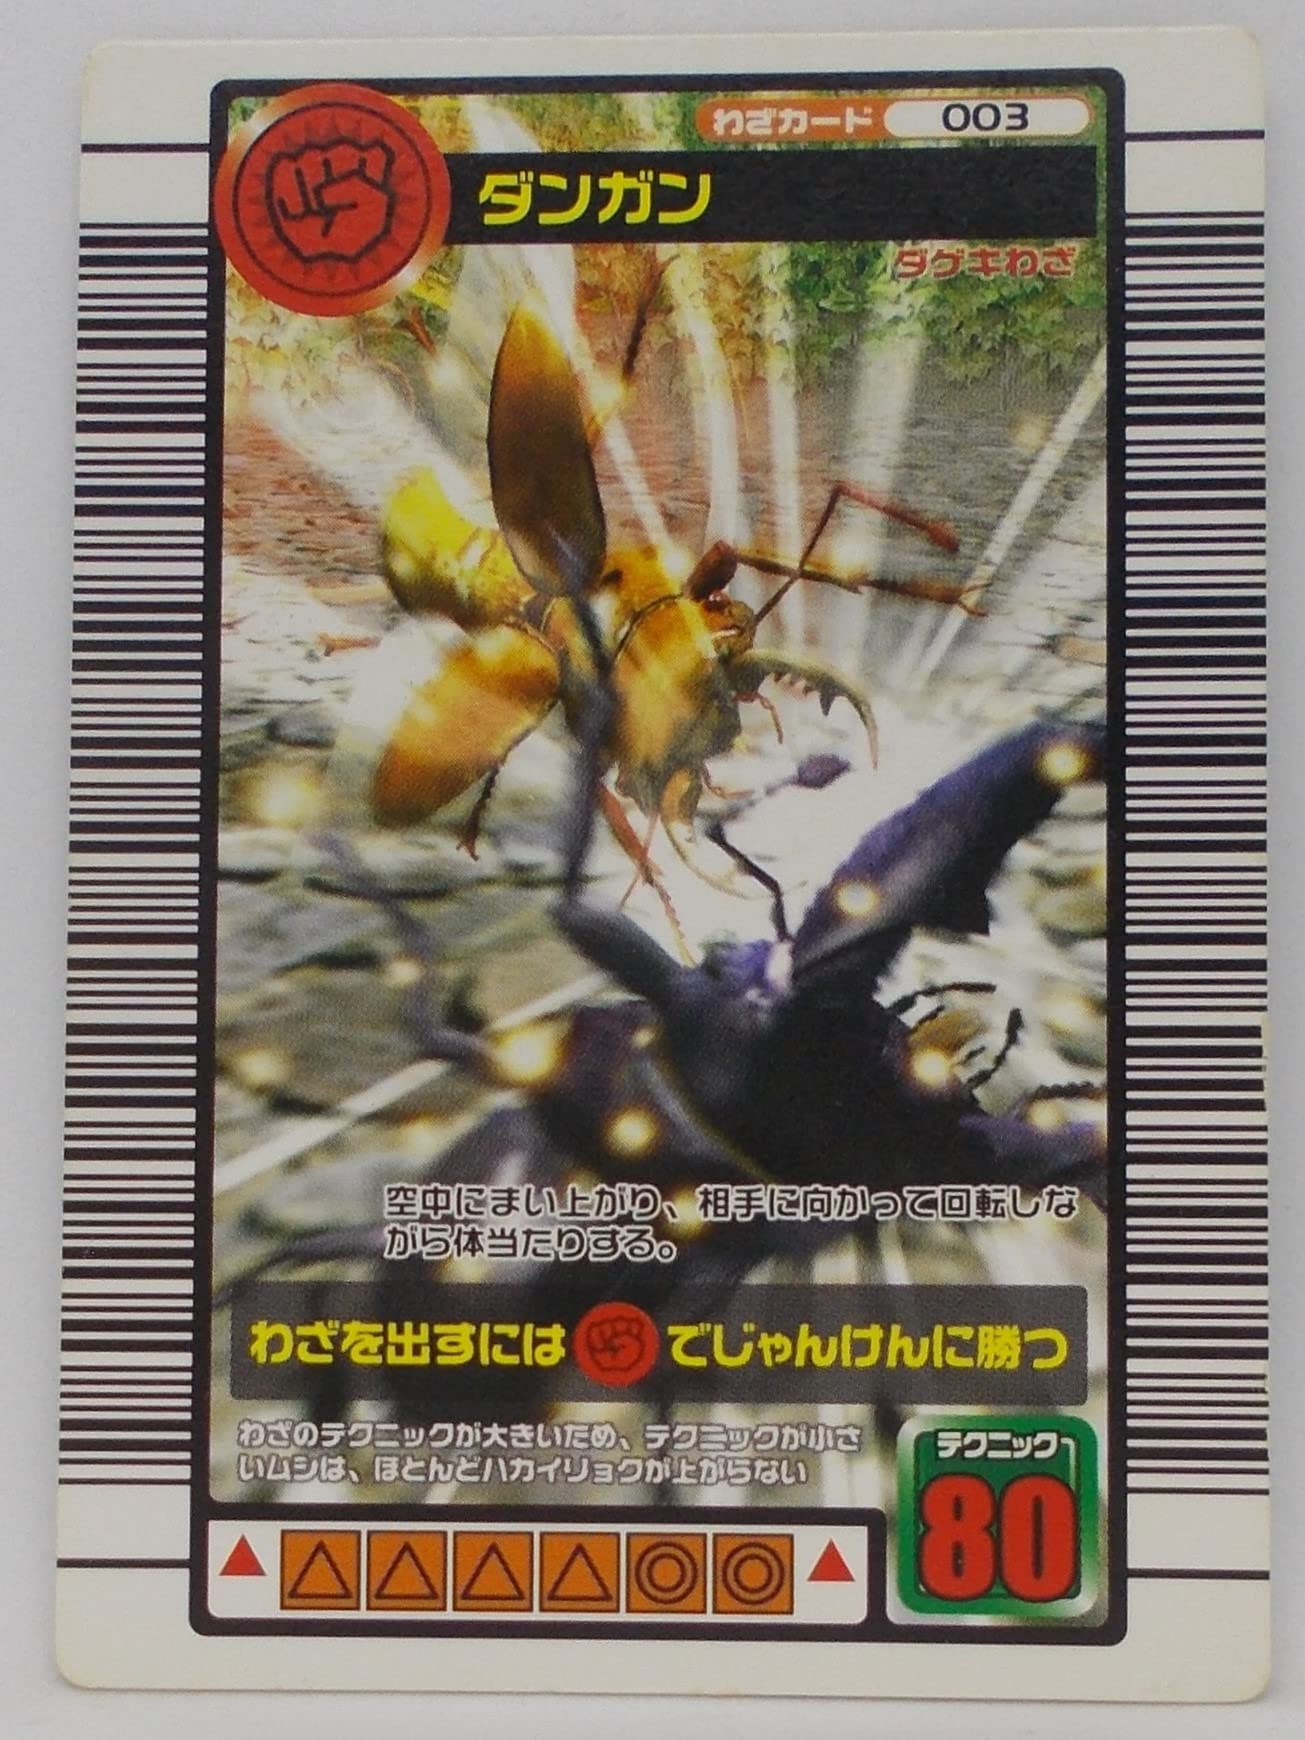 わざカード 003
ダンガン
ダゲキわざ
空中にまい上がり、相手に向かって回転しな
がら体当たりする。
わざを出すには でじゃんけんに勝つ
わざのテクニックが大きいため、テクニックが小さ
いムシは、ほとんどハカイリョクが上がらない
テクニック
80